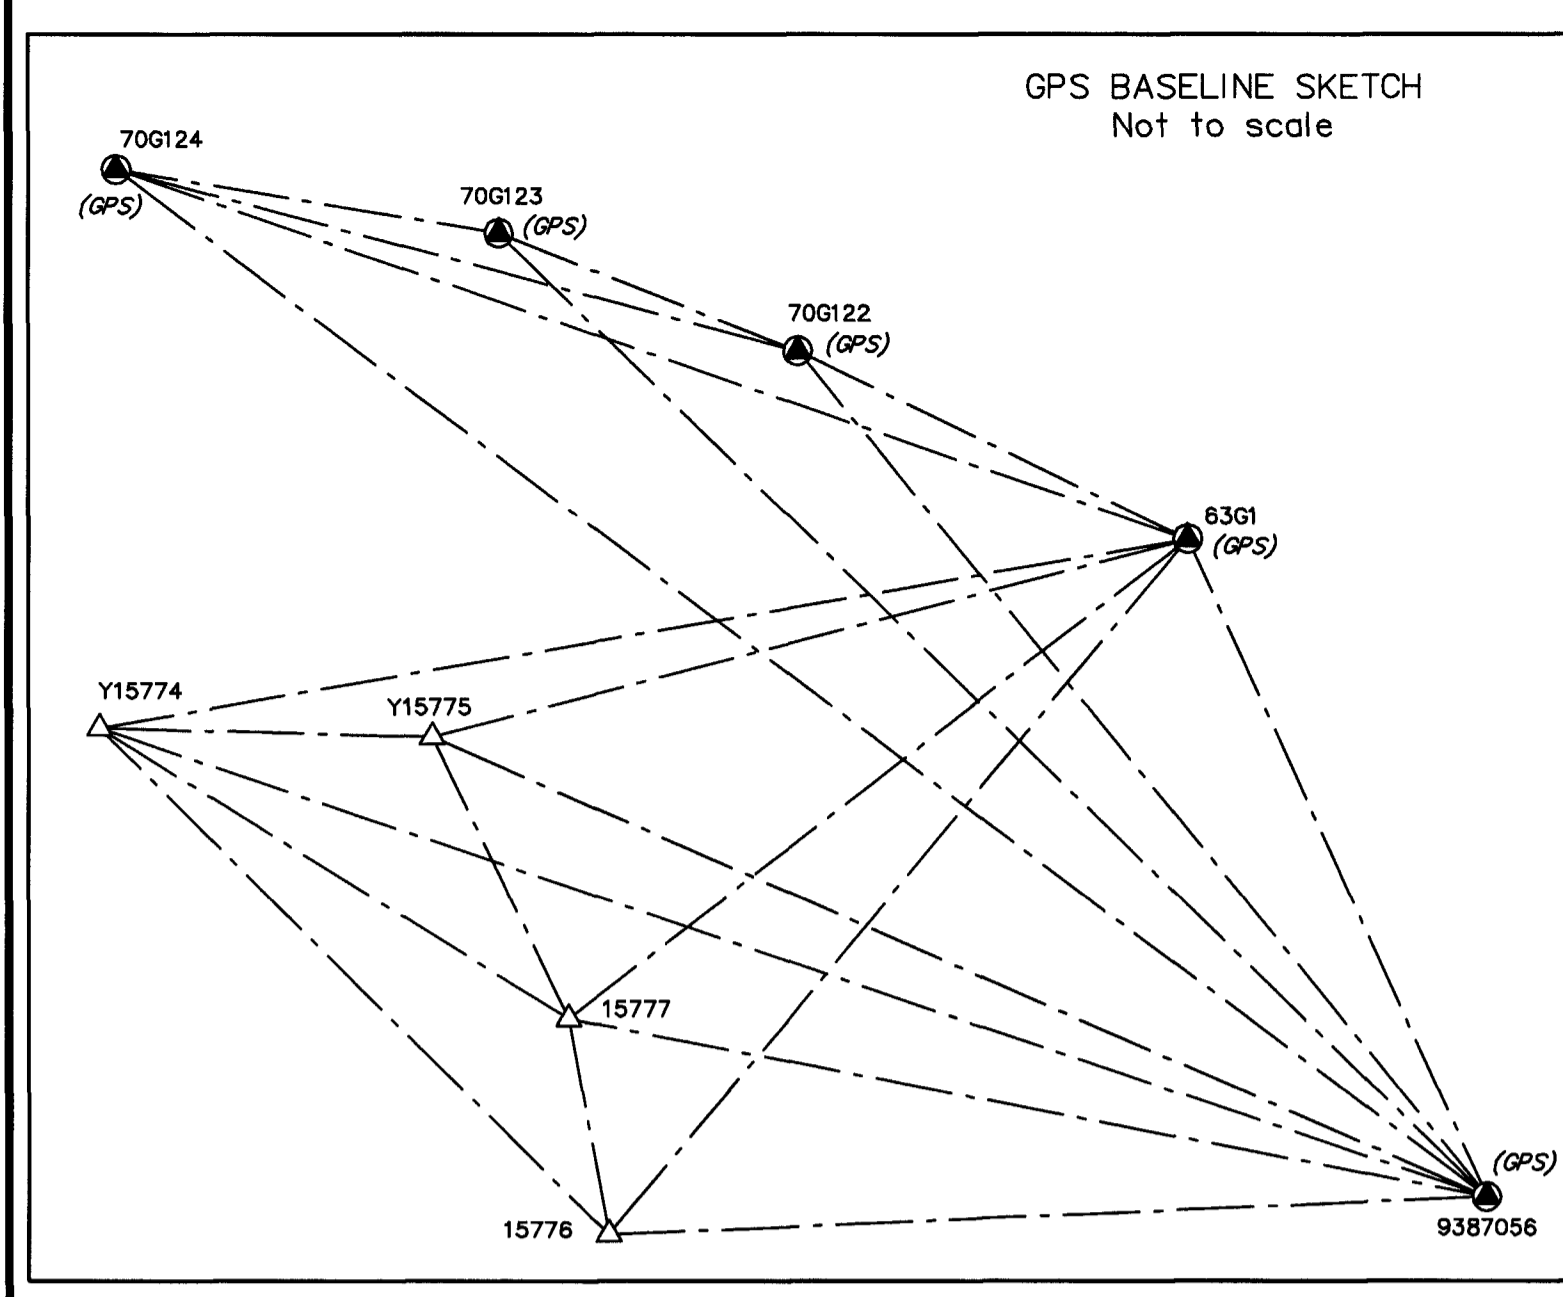 GPS BASELINE SKETCH
Not to scale
70G124
(GPS)
70G123
(GPS)
70G122
(GPS)
63G1
(GPS)
Y15774
Y15775
15777
15776
(GPS)
9387056